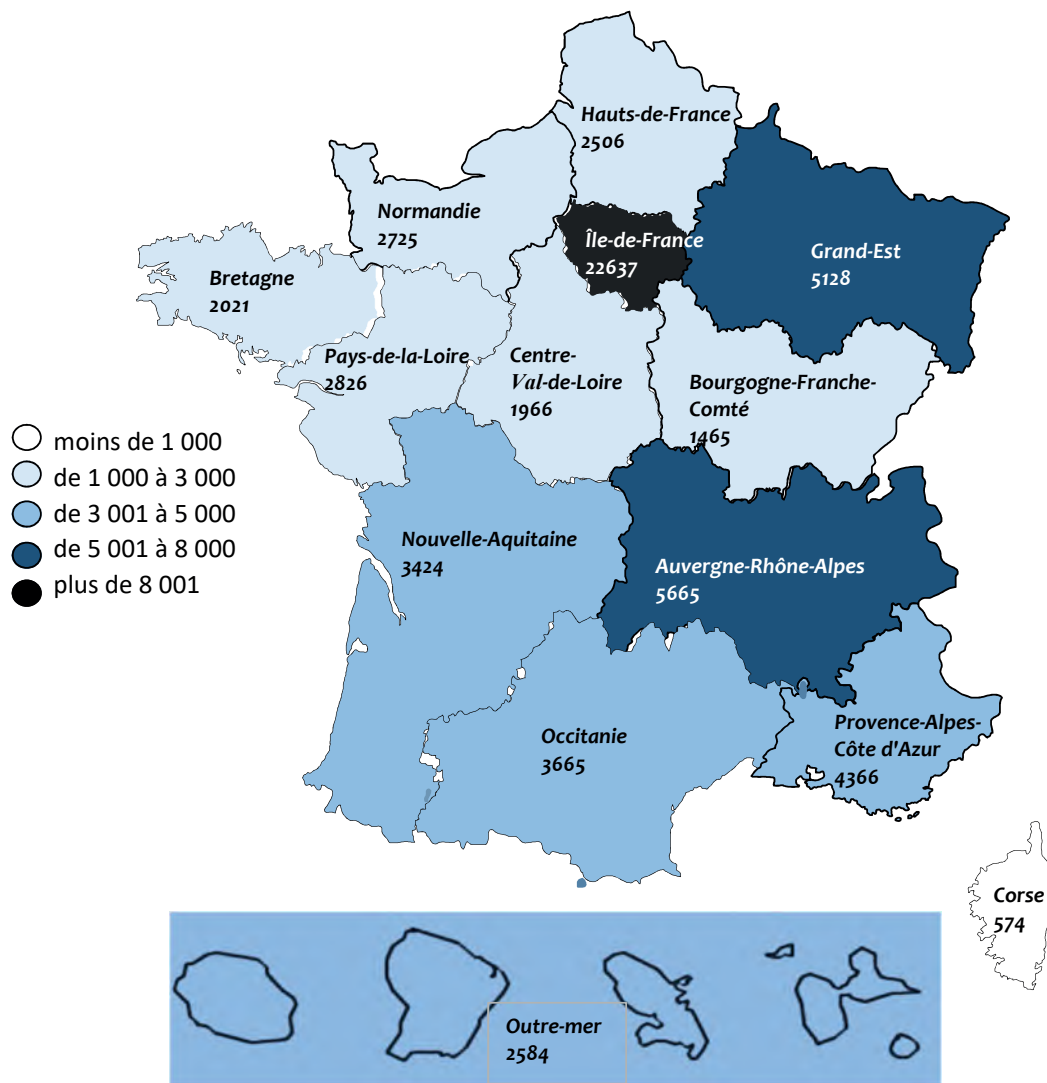 Hauts-de-France
2506
Normandie
2725
Île-de-France
22637
Grand-Est
5128
Bretagne
2021
Pays-de-la-Loire
2826
Centre-
Val-de-Loire
1966
Bourgogne-Franche-
Comté
1465
moins de 1 000
de 1 000 à 3 000
de 3 001 à 5 000
de 5 001 à 8 000
plus de 8 001
Nouvelle-Aquitaine
3424
Auvergne-Rhône-Alpes
5665
Occitanie
3665
Provence-Alpes-
Côte d'Azur
4366
Corse
574
Outre-mer
2584